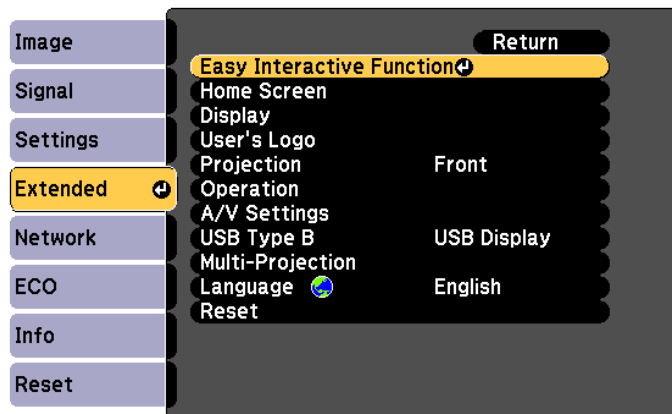 Image
Signal
Settings
Extended
Network
ECO
Info
Reset
Return
Easy Interactive Function
Home Screen
Display
User's Logo
Projection Front
Operation
A/V Settings
USB Type B USB Display
Multi-Projection
Language English
Reset